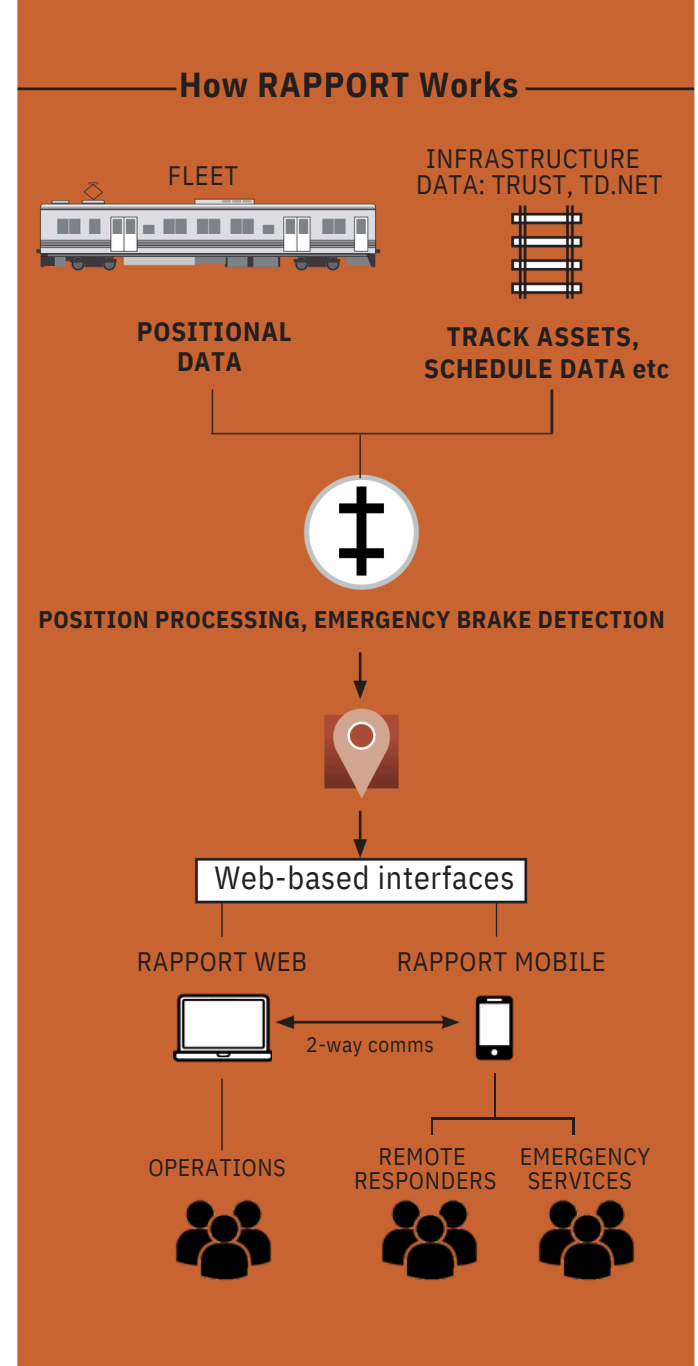 How RAPPORT Works
FLEET
INFRASTRUCTURE
DATA: TRUST, TD.NET
POSITIONAL
DATA
TRACK ASSETS,
SCHEDULE DATA etc
POSITION PROCESSING, EMERGENCY BRAKE DETECTION
Web-based interfaces
RAPPORT WEB
RAPPORT MOBILE
2-way comms
OPERATIONS
REMOTE
RESPONDERS
EMERGENCY
SERVICES